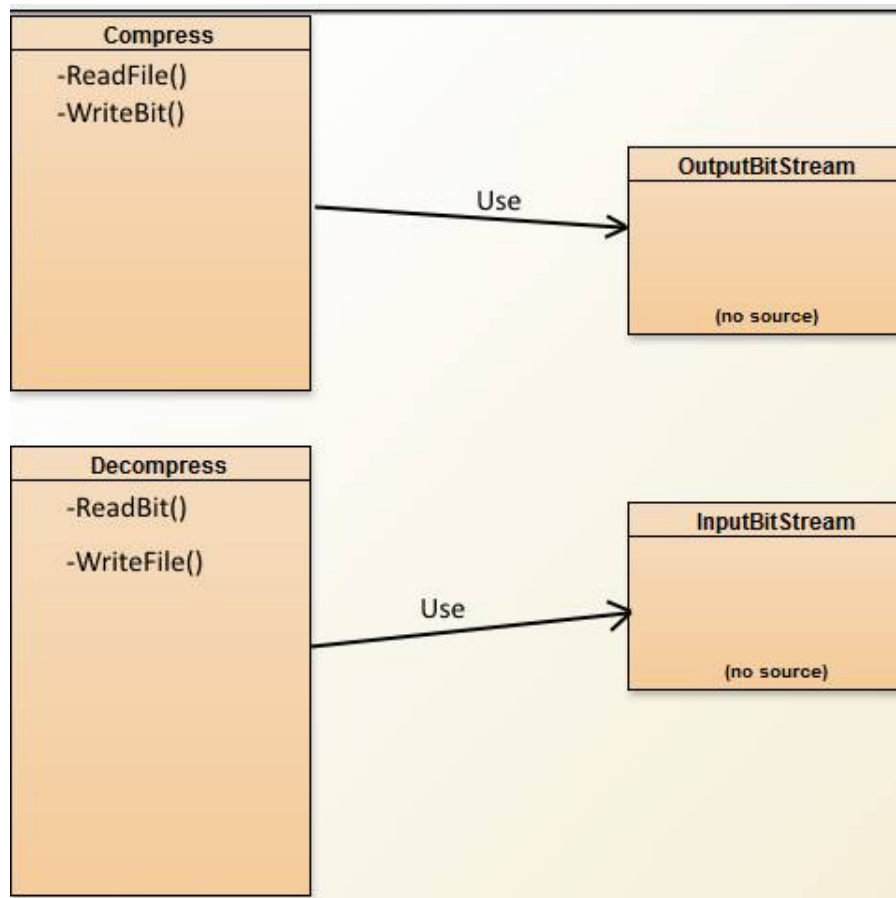 Compress
-ReadFile()
-WriteBit()
Use
OutputBitStream
(no source)
Decompress
-ReadBit()
-WriteFile()
Use
InputBitStream
(no source)